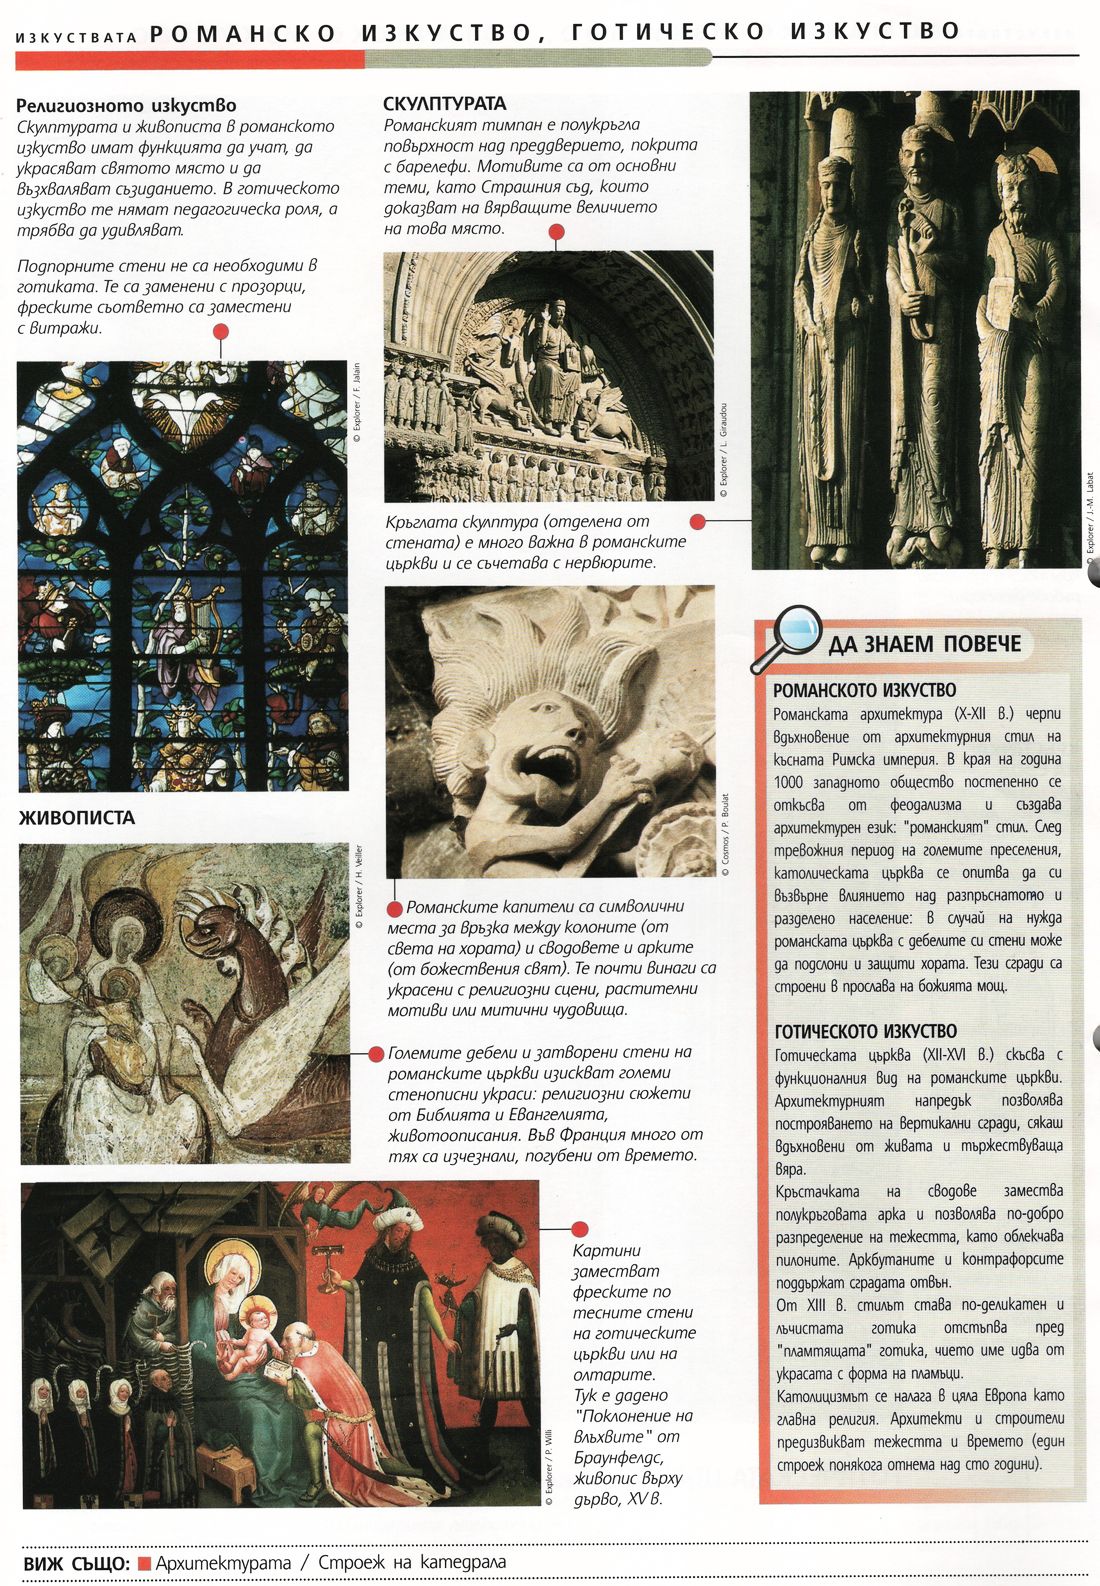 ИЗКУСТВАТА РОМАНСКО ИЗКУСТВО, ГОТИЧЕСКО ИЗКУСТВО
Религиозното изкуство
Скулптурата и живописта в романското
изкуство имат функцията да учат, да
украсяват святото място и да
възхваляват създанието. В готическото
изкуство те нямат педагогическа роля, а
трябва да удивляват.
Подпорните стени не са необходими в
готиката. Те са заменени с прозорци,
фреските съответно са заместени
с витражи.
© Explorer / F. Jalain
СКУЛПТУРАТА
Романският тимпан е полукръгла
повърхност над преддверието, покрита
с барелефи. Мотивите са от основни
теми, като Страшния съд, които
доказват на вярващите величието
на това място.
© Explorer / L. Giraudou
Кръглата скулптура (отделена от
стената) е много важна в романските
църкви и се съчетава с нервюрите.
© Explorer / J.-M. Labat
© Cosmos / P. Boulat
Романските капители са символични
места за връзка между колоните (от
света на хората) и сводовете и арките
(от божествения свят). Те почти винаги са
украсени с религиозни сцени, растителни
мотиви или митични чудовища.
ЖИВОПИСТА
© Explorer / H. Veiller
Големите дебели и затворени стени на
романските църкви изискват големи
стенописни украси: религиозни сюжети
от Библията и Евангелията,
животоописания. Във Франция много от
тях са изчезнали, погубени от времето.
© Explorer / P. Willi
Картини
заместват
фреските по
тесните стени
на готическите
църкви или на
олтарите.
Тук е дадено
"Поклонение на
влъхвите" от
Браунфелдс,
живопис върху
дърво, XV в.
ДА ЗНАЕМ ПОВЕЧЕ
РОМАНСКОТО ИЗКУСТВО
Романската архитектура (X-XII в.) черпи
вдъхновение от архитектурния стил на
късната Римска империя. В края на година
1000 западното общество постепенно се
откъсва от феодализма и създава
архитектурен език: "романският" стил. След
тревожния период на големите преселения,
католическата църква се опитва да си
възвърне влиянието над разпръснатото и
разделено население: в случай на нужда
романската църква с дебелите си стени може
да подслони и защити хората. Тези сгради са
строени в прослава на божията мощ.
ГОТИЧЕСКОТО ИЗКУСТВО
Готическата църква (XII-XVI в.) скъсва с
функционалния вид на романските църкви.
Архитектурният напредък позволява
построяването на вертикални сгради, сякаш
вдъхновени от живата и тържествуваща
вяра.
Кръстачката на сводове замества
полукръговата арка и позволява по-добро
разпределение на тежестта, като облекчава
пилоните. Аркбутаните и контрафорсите
поддържат сградата отвън.
От XIII в. стилът става по-деликатен и
лъчистата готика отстъпва пред
"пламтящата" готика, чието име идва от
украсата с форма на пламъци.
Католицизмът се налага в цяла Европа като
главна религия. Архитекти и строители
предизвикват тежестта и времето (един
строеж понякога отнема над сто години).
ВИЖ СЪЩО: Архитектурата / Строеж на катедрала